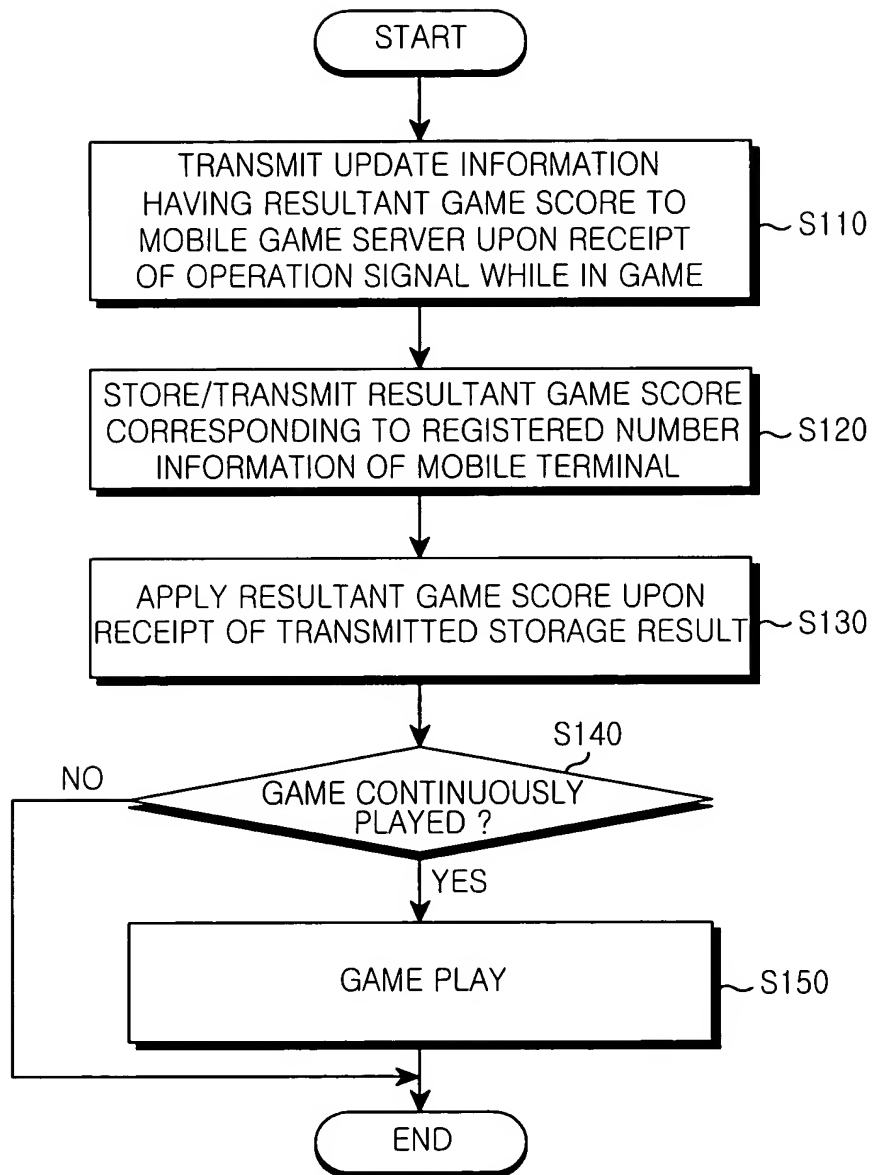 START
TRANSMIT UPDATE INFORMATION
HAVING RESULTANT GAME SCORE TO
MOBILE GAME SERVER UPON RECEIPT
OF OPERATION SIGNAL WHILE IN GAME
S110
STORE/TRANSMIT RESULTANT GAME SCORE
CORRESPONDING TO REGISTERED NUMBER
INFORMATION OF MOBILE TERMINAL
S120
APPLY RESULTANT GAME SCORE UPON
RECEIPT OF TRANSMITTED STORAGE RESULT
S130
S140
NO
GAME CONTINUOUSLY
PLAYED ?
YES
GAME PLAY
S150
END